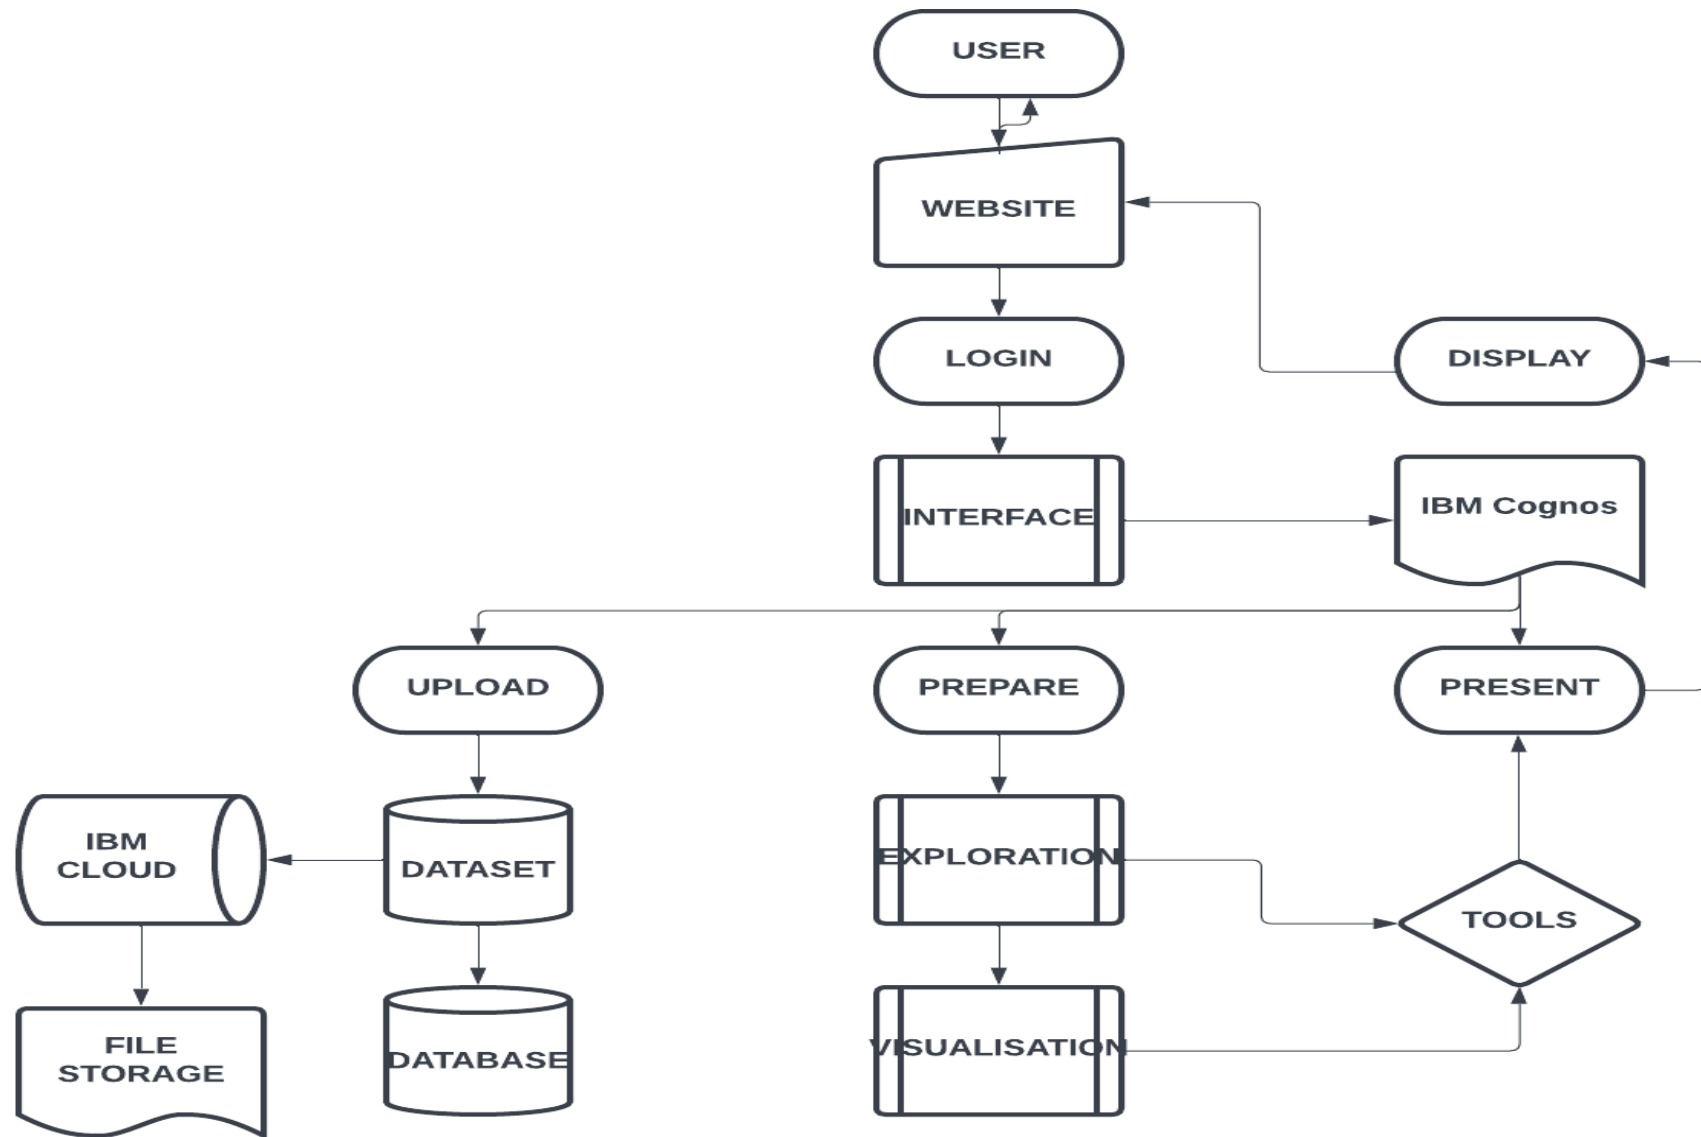 USER
WEBSITE
LOGIN
DISPLAY
INTERFACE
IBM Cognos
UPLOAD
PREPARE
PRESENT
IBM
CLOUD
DATASET
EXPLORATION
TOOLS
FILE
STORAGE
DATABASE
VISUALISATION